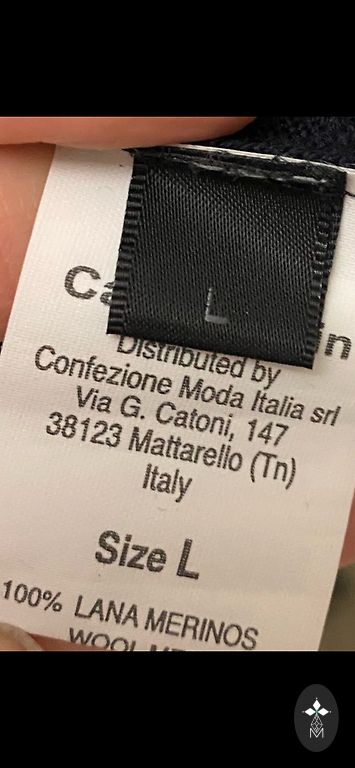 L
Distributed by
Confezione Moda Italia srl
Via G. Catoni, 147
38123 Mattarello (Tn)
Italy
Size L
100% LANA MERINOS
M